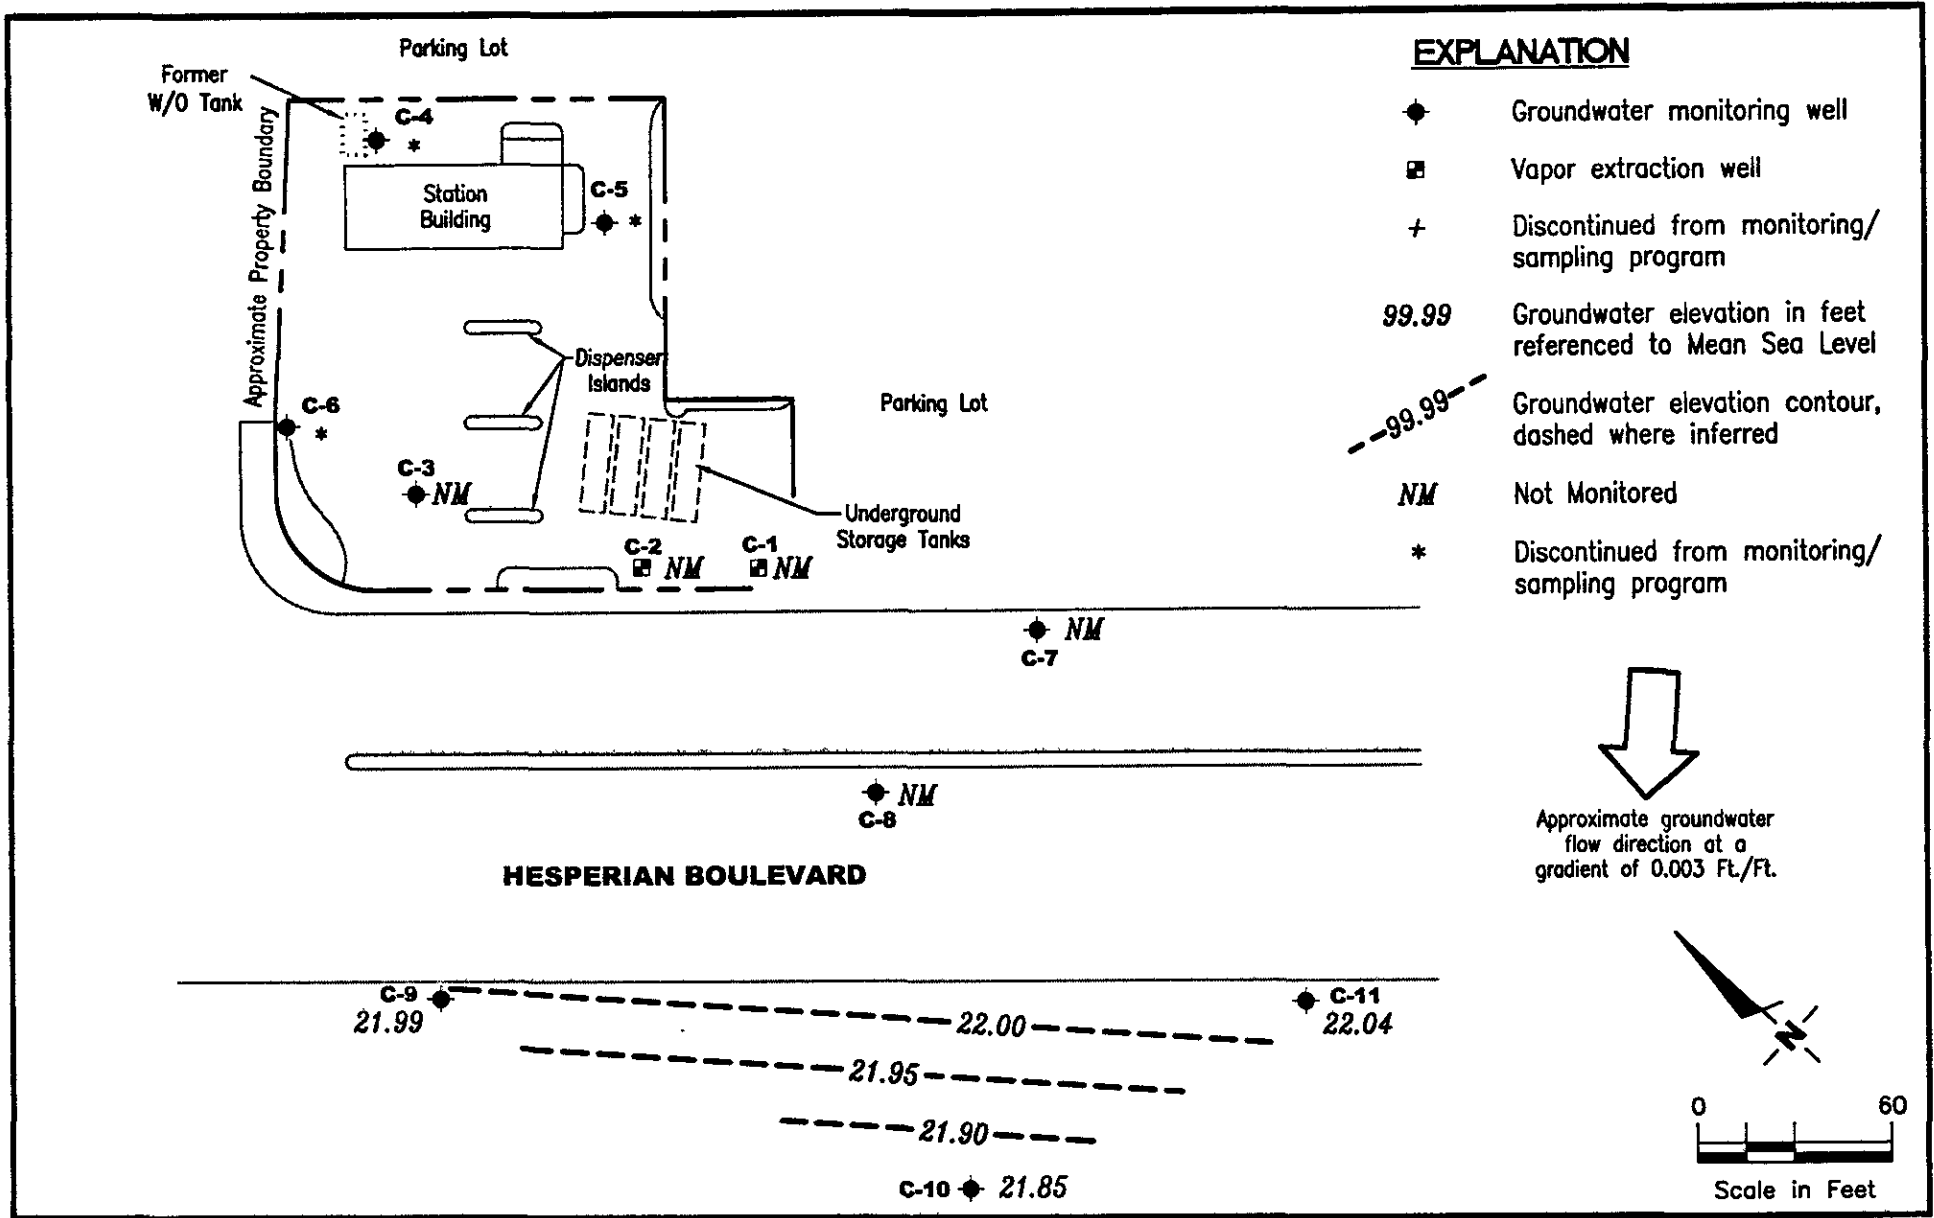 Parking Lot
Former
W/O Tank
C-4
*
Approximate Property Boundary
Station
Building
C-5
*
Dispenser
Islands
Parking Lot
C-6
*
C-3
NM
Underground
Storage Tanks
C-2
NM
C-1
NM
NM
C-7
NM
C-8
HESPERIAN BOULEVARD
C-9
21.99
22.00
C-11
22.04
21.95
21.90
C-10
21.85
EXPLANATION
Groundwater monitoring well
Vapor extraction well
+ Discontinued from monitoring/
sampling program
99.99 Groundwater elevation in feet
referenced to Mean Sea Level
99.99 Groundwater elevation contour,
dashed where inferred
NM Not Monitored
* Discontinued from monitoring/
sampling program
Approximate groundwater
flow direction at a
gradient of 0.003 Ft./Ft.
N
0 60
Scale in Feet